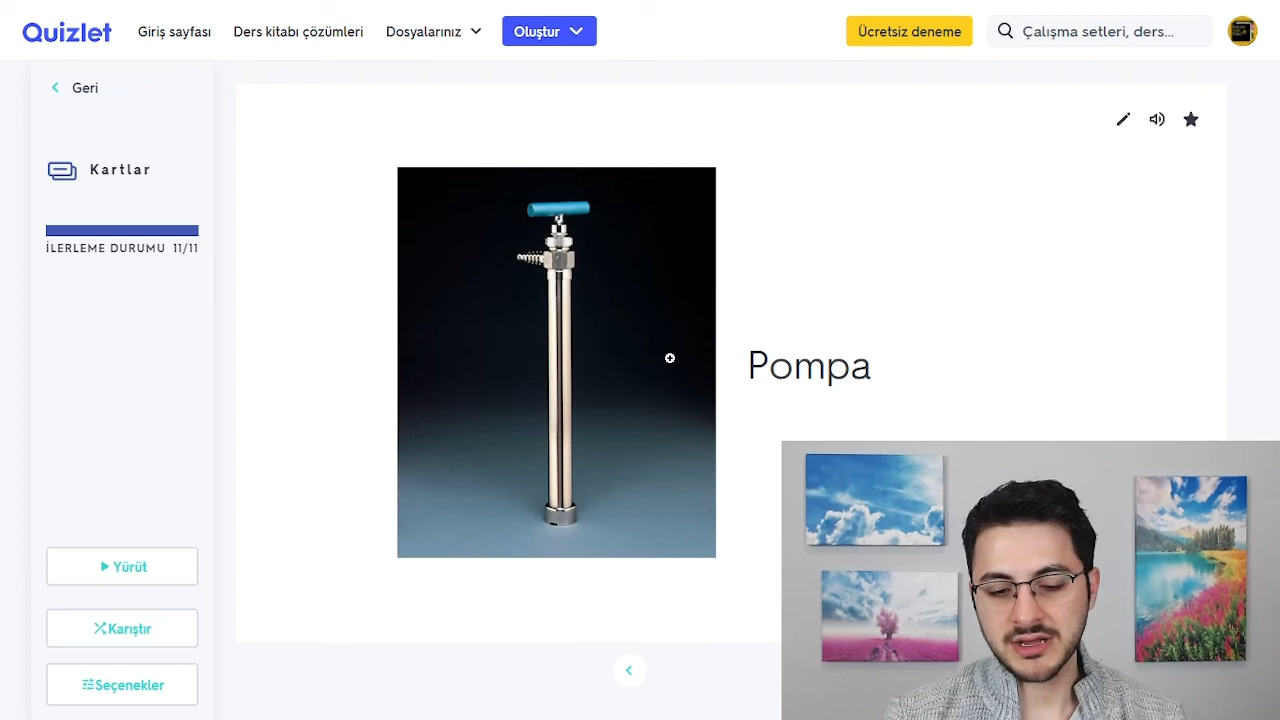 Quizlet
Giriş sayfası
Ders kitabı çözümleri
Dosyalarınız
Oluştur
Ücretsiz deneme
Çalışma setleri, ders...
Geri
Kartlar
İLERLEME DURUMU 11/11
Pompa
Yürüt
Karıştır
Seçenekler